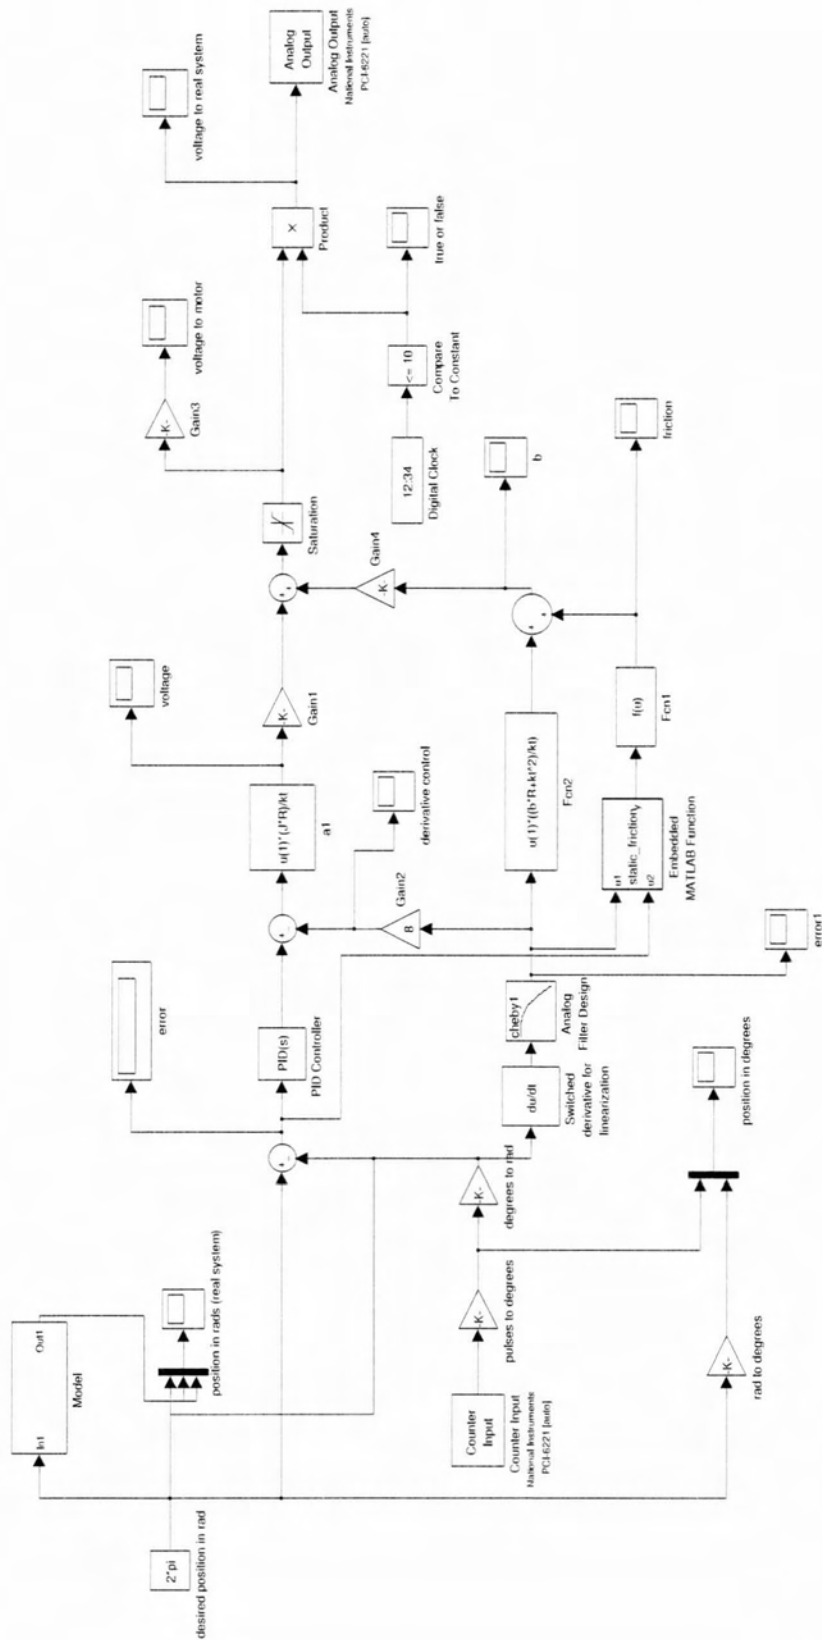 2*pi
desired position in rad
In1
Out1
Model
position in rads (real system)
error
PID(s)
PID Controller
voltage
u(1)*(J*R)/kt
a1
-K-
Gain1
derivative control
8
Gain2
Saturation
-K-
Gain3
voltage to motor
×
Product
voltage to real system
Analog
Output
Analog Output
National Instruments
PCI-6221 [auto]
12:34
Digital Clock
<= 10
Compare
To Constant
true or false
-K-
Gain4
b
Counter
Input
Counter Input
National Instruments
PCI-6221 [auto]
-K-
pulses to degrees
-K-
degrees to rad
du/dt
Switched
derivative for
linearization
cheby1
Analog
Filter Design
u(1)*((b*R+kt^2)/kt)
Fcn2
u1
u2
static_friction
y
Embedded
MATLAB Function
f(u)
Fcn1
friction
error1
-K-
rad to degrees
position in degrees